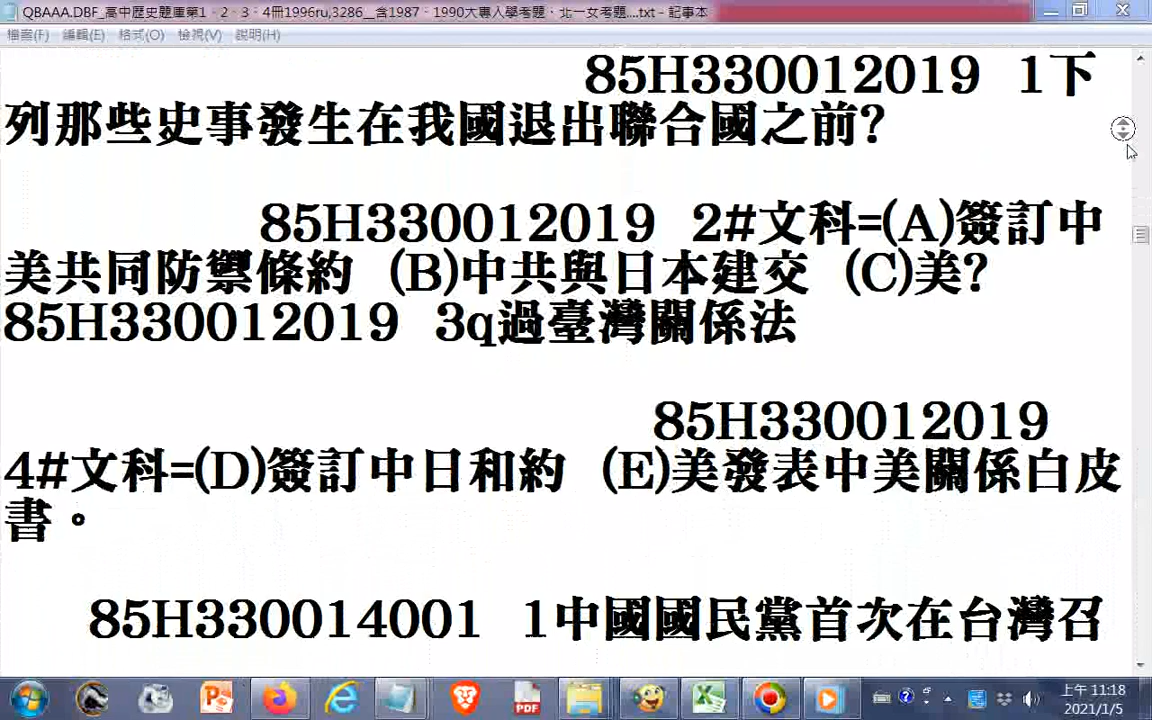 QBAAA.DBF_高中歷史題庫第1﹒2﹒3﹒4冊1996ru,3286__含1987﹒1990大專入學考題﹒北一女考題....txt - 記事本
檔案(F) 編輯(E) 格式(O) 檢視(V) 說明(H)
85H330012019 1下
列那些史事發生在我國退出聯合國之前?
85H330012019 2#文科=(A)簽訂中
美共同防禦條約 (B)中共與日本建交 (C)美?
85H330012019 3q過臺灣關係法
85H330012019
4#文科=(D)簽訂中日和約 (E)美發表中美關係白皮
書。
85H330014001 1中國國民黨首次在台灣召
PDF
上午 11:18
2021/1/5